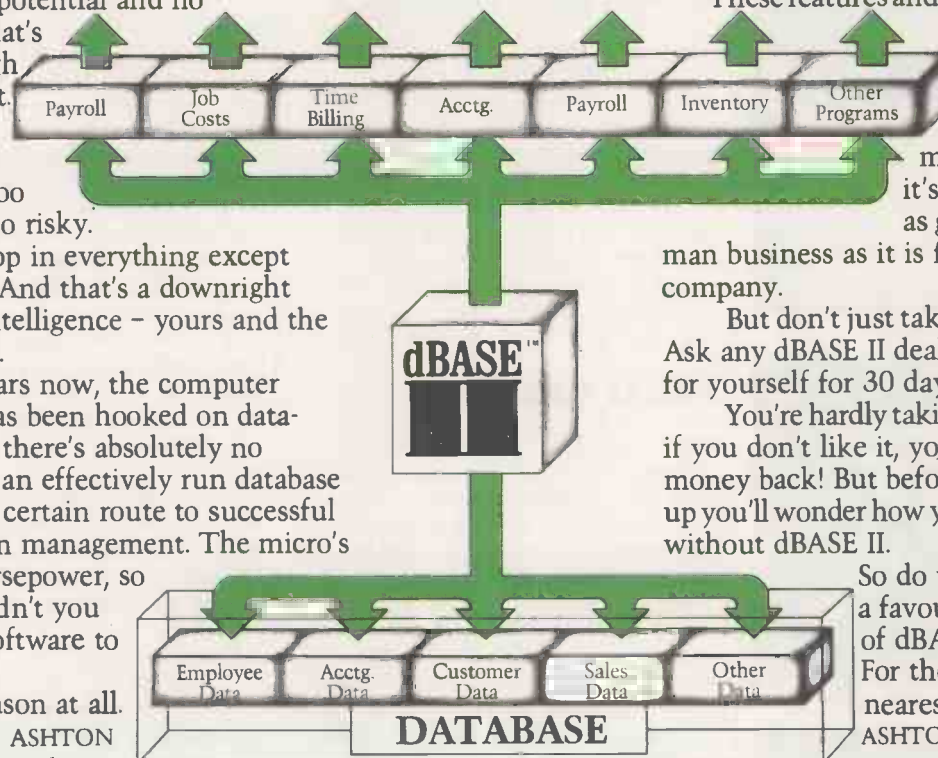 potential and no
at's
gh
t.
oo
o risky.
op in everything except
And that's a downright
telligence – yours and the
.
ars now, the computer
as been hooked on data-
there's absolutely no
an effectively run database
certain route to successful
n management. The micro's
rsepower, so
dn't you
oftware to
son at all.
ASHTON
Payroll
Job
Costs
Time
Billing
Acctg.
Payroll
Inventory
Other
Programs
dBASE™
II
Employee
Data
Acctg.
Data
Customer
Data
Sales
Data
Other
Data
DATABASE
These features and
m
it's
as g
man business as it is f
company.
But don't just tak
Ask any dBASE II dea
for yourself for 30 day
You're hardly taki
if you don't like it, yo
money back! But befo
up you'll wonder how y
without dBASE II.
So do
a favou
of dBA
For th
neares
ASHTO